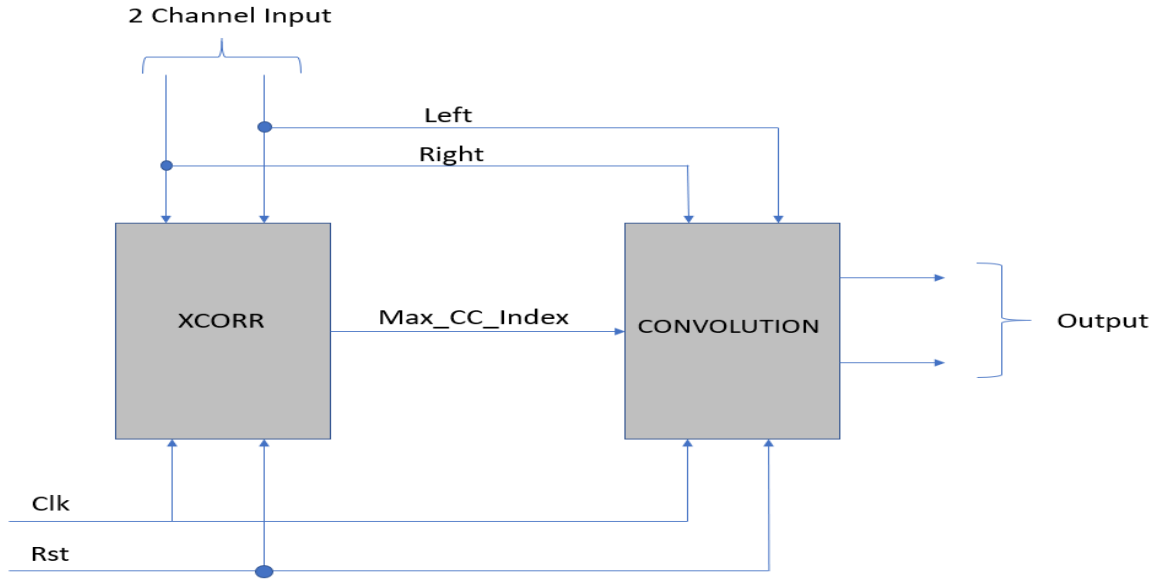 2 Channel Input
Left
Right
XCORR
Max_CC_Index
CONVOLUTION
Output
Clk
Rst